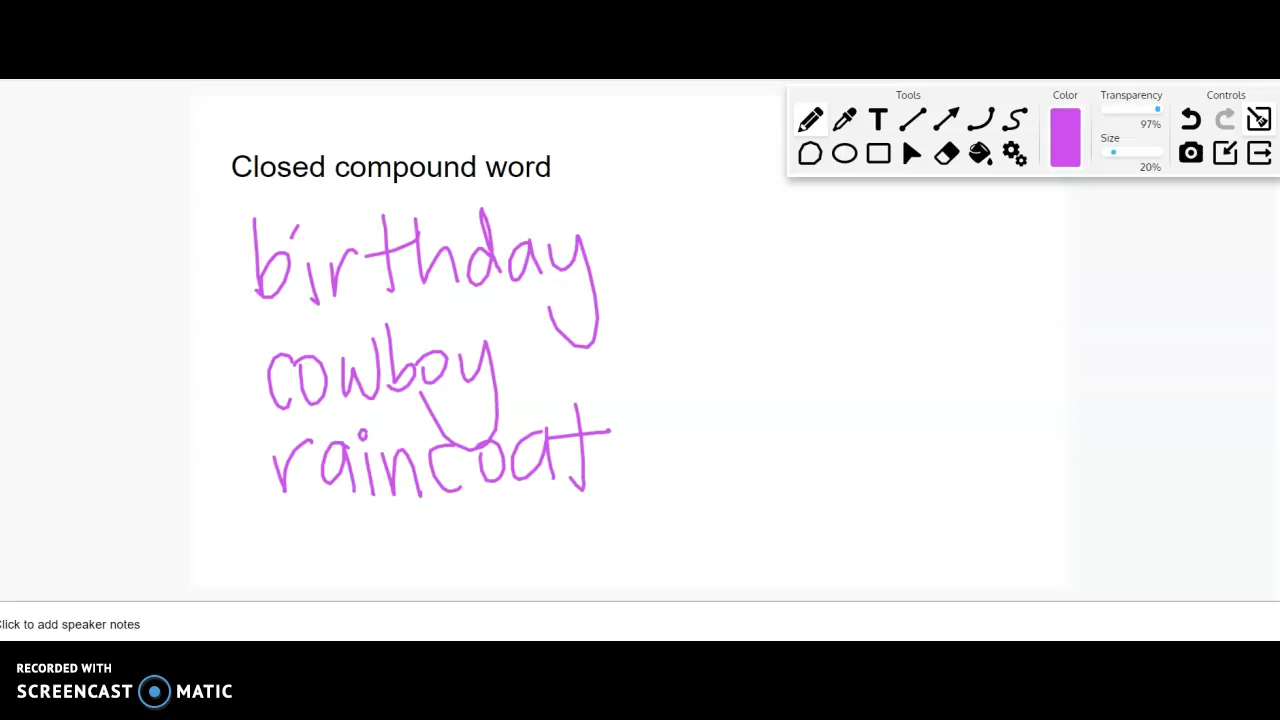 Tools Color Transparency Controls
97%
Size
20%
Closed compound word
birthday
cowboy
raincoat
Click to add speaker notes
RECORDED WITH
SCREENCAST MATIC